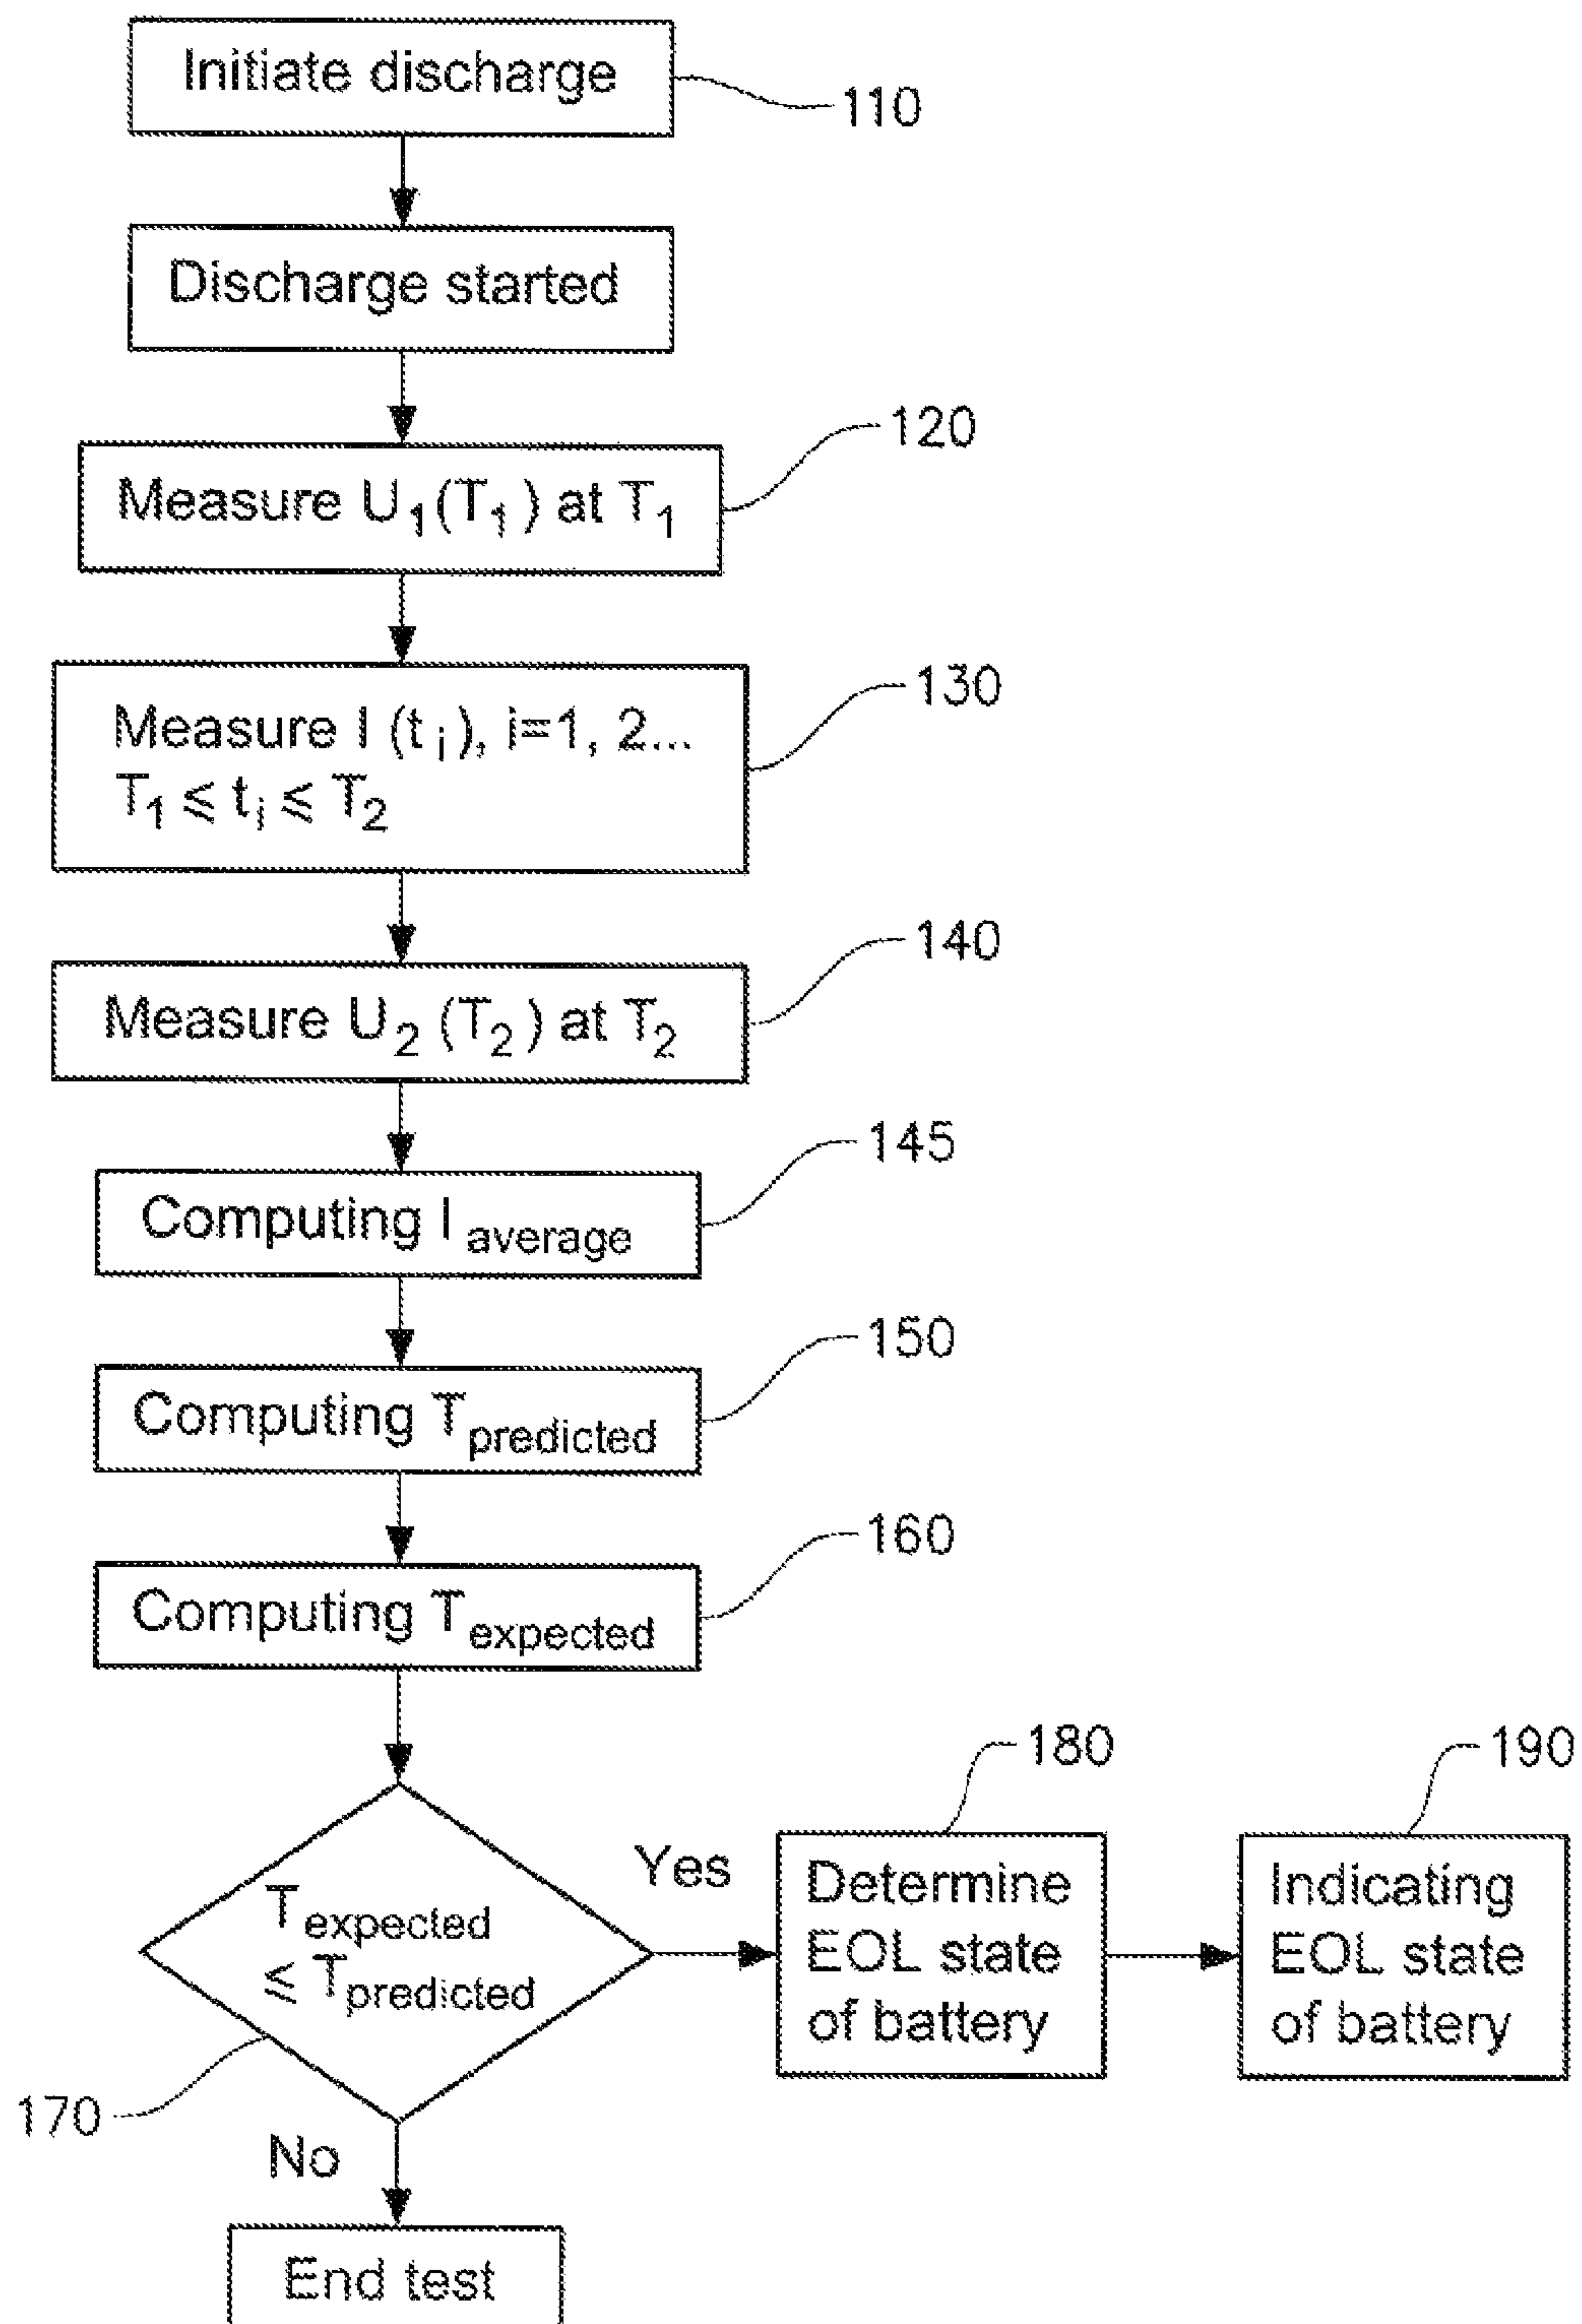 Initiate discharge
110
Discharge started
120
Measure U1(T1) at T1
130
Measure I (ti), i=1, 2...
T1 ≤ ti ≤ T2
140
Measure U2 (T2) at T2
145
Computing I average
150
Computing Tpredicted
160
Computing Texpected
180
190
Texpected
≤ Tpredicted
Yes
Determine
EOL state
of battery
Indicating
EOL state
of battery
170
No
End test